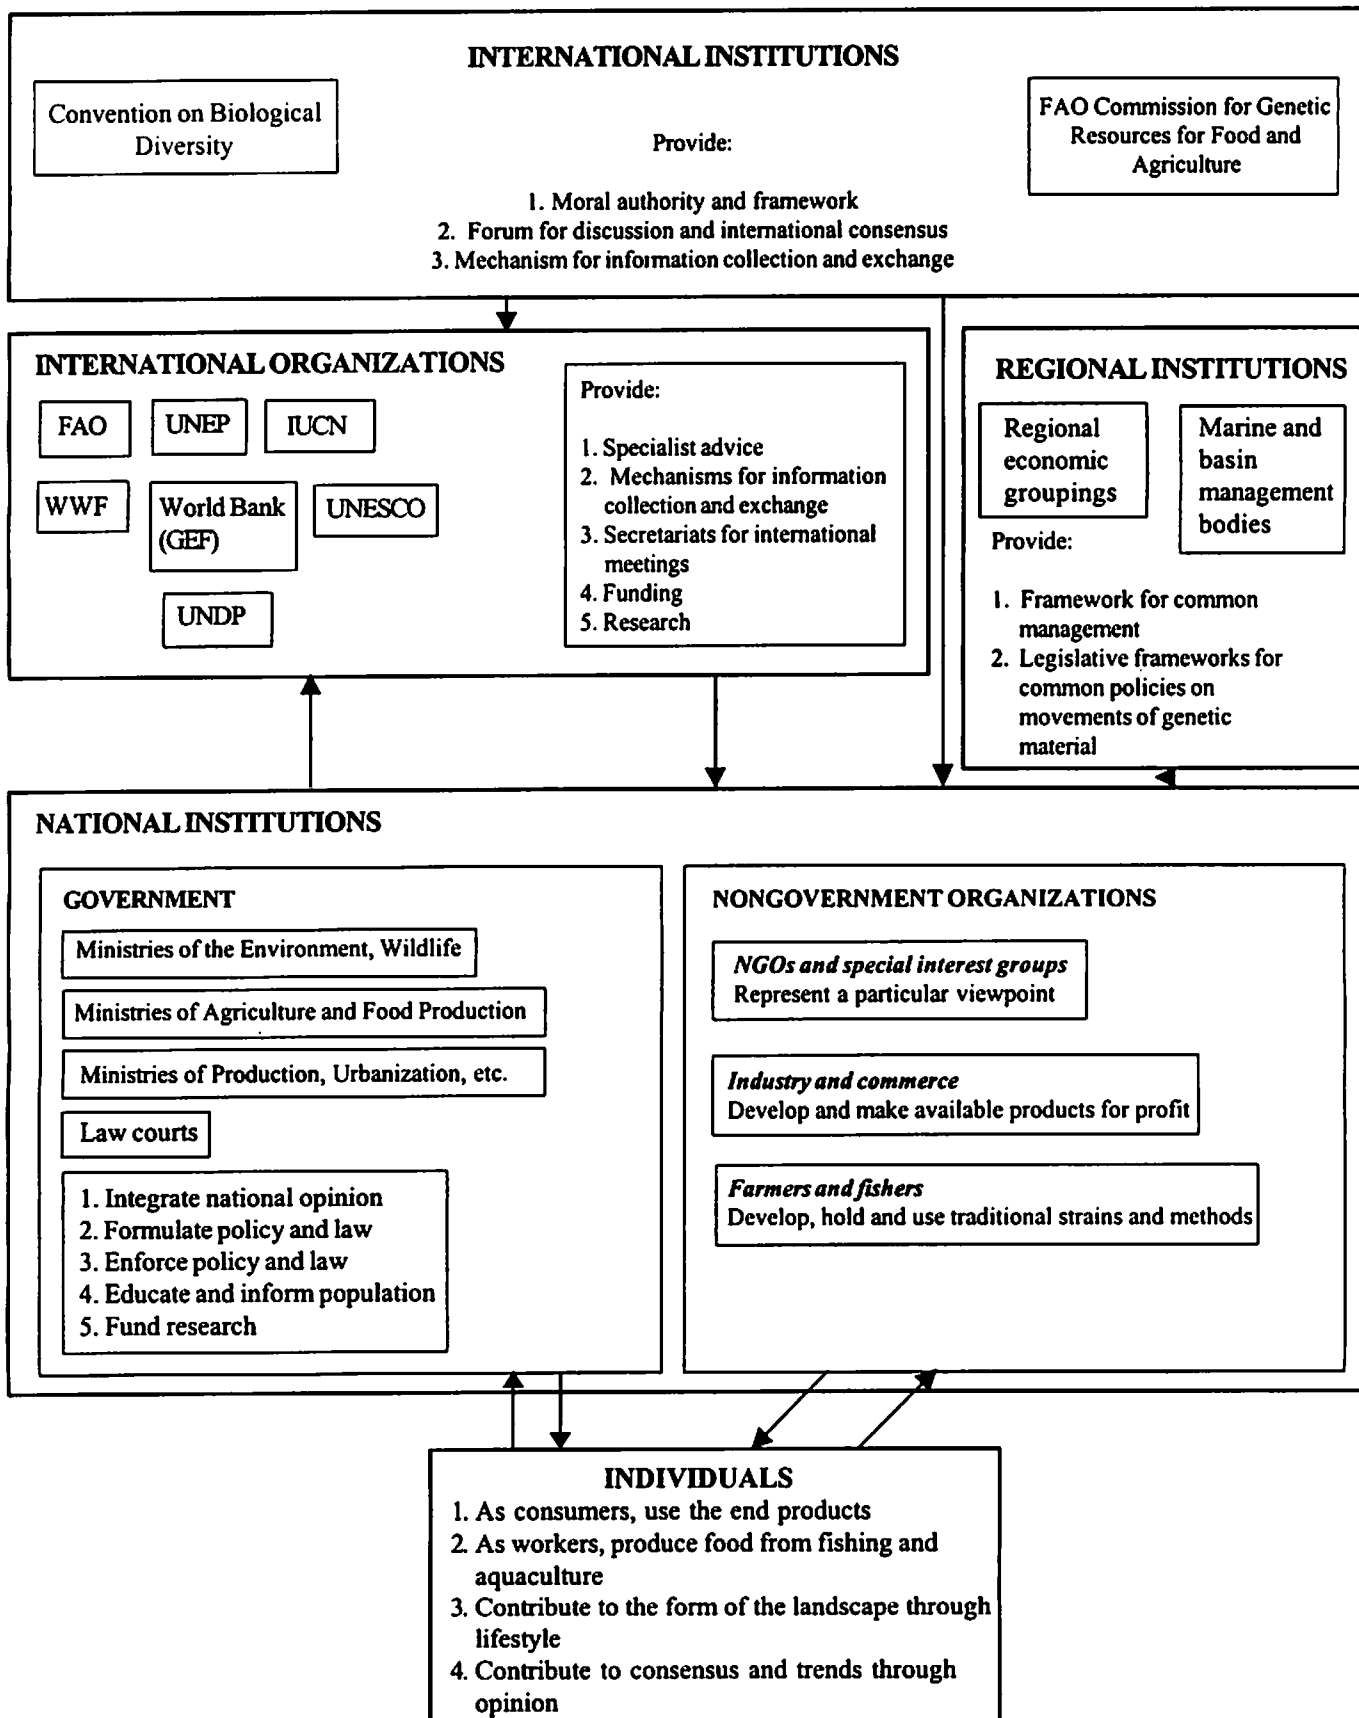 INTERNATIONAL INSTITUTIONS
Convention on Biological
Diversity
FAO Commission for Genetic
Resources for Food and
Agriculture
Provide:
1. Moral authority and framework
2. Forum for discussion and international consensus
3. Mechanism for information collection and exchange
INTERNATIONAL ORGANIZATIONS
FAO
UNEP
IUCN
WWF
World Bank
(GEF)
UNESCO
UNDP
Provide:
1. Specialist advice
2. Mechanisms for information
collection and exchange
3. Secretariats for international
meetings
4. Funding
5. Research
REGIONAL INSTITUTIONS
Regional
economic
groupings
Marine and
basin
management
bodies
Provide:
1. Framework for common
management
2. Legislative frameworks for
common policies on
movements of genetic
material
NATIONAL INSTITUTIONS
GOVERNMENT
Ministries of the Environment, Wildlife
Ministries of Agriculture and Food Production
Ministries of Production, Urbanization, etc.
Law courts
1. Integrate national opinion
2. Formulate policy and law
3. Enforce policy and law
4. Educate and inform population
5. Fund research
NONGOVERNMENT ORGANIZATIONS
NGOs and special interest groups
Represent a particular viewpoint
Industry and commerce
Develop and make available products for profit
Farmers and fishers
Develop, hold and use traditional strains and methods
INDIVIDUALS
1. As consumers, use the end products
2. As workers, produce food from fishing and
aquaculture
3. Contribute to the form of the landscape through
lifestyle
4. Contribute to consensus and trends through
opinion